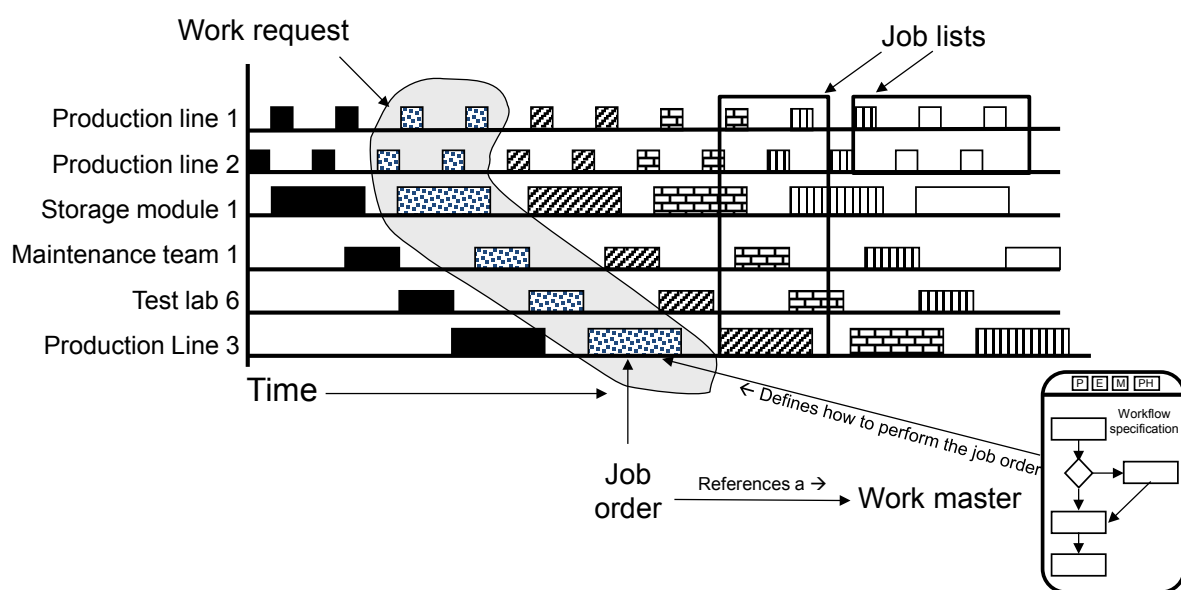 Work request
Job lists
Production line 1
Production line 2
Storage module 1
Maintenance team 1
Test lab 6
Production Line 3
Time
← Defines how to perform the job order
P E M PH
Workflow
specification
Job
order
References a →
Work master